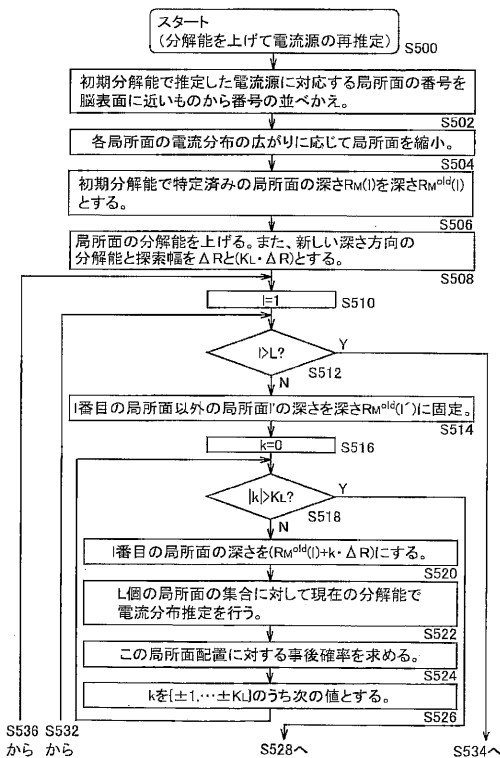 スタート
(分解能を上げて電流源の再推定)
S500
初期分解能で推定した電流源に対応する局所面の番号を
脳表面に近いものから番号の並べかえ。
S502
各局所面の電流分布の広がりに応じて局所面を縮小。
S504
初期分解能で特定済みの局所面の深さRM(l)を深さRM^old(l)
とする。
S506
局所面の分解能を上げる。また、新しい深さ方向の
分解能と探索幅をΔRと(KL・ΔR)とする。
S508
l=1
S510
l>L?
Y
S512
N
l番目の局所面以外の局所面l'の深さを深さRM^old(l')に固定。
S514
k=0
S516
|k|>KL?
Y
S518
N
l番目の局所面の深さを(RM^old(l)+k・ΔR)にする。
S520
L個の局所面の集合に対して現在の分解能で
電流分布推定を行う。
S522
この局所面配置に対する事後確率を求める。
S524
kを{±1,…±KL}のうち次の値とする。
S526
S536
から
S532
から
S528へ
S534へ